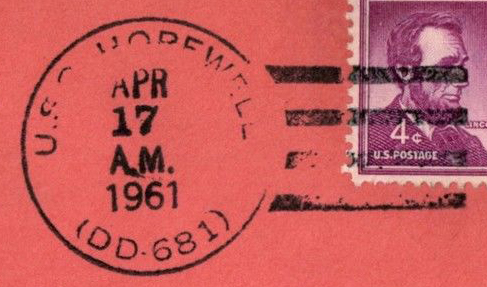 U.S.S. HOPEWELL
APR
17
A.M.
1961
(DD-681)
4¢
U.S. POSTAGE